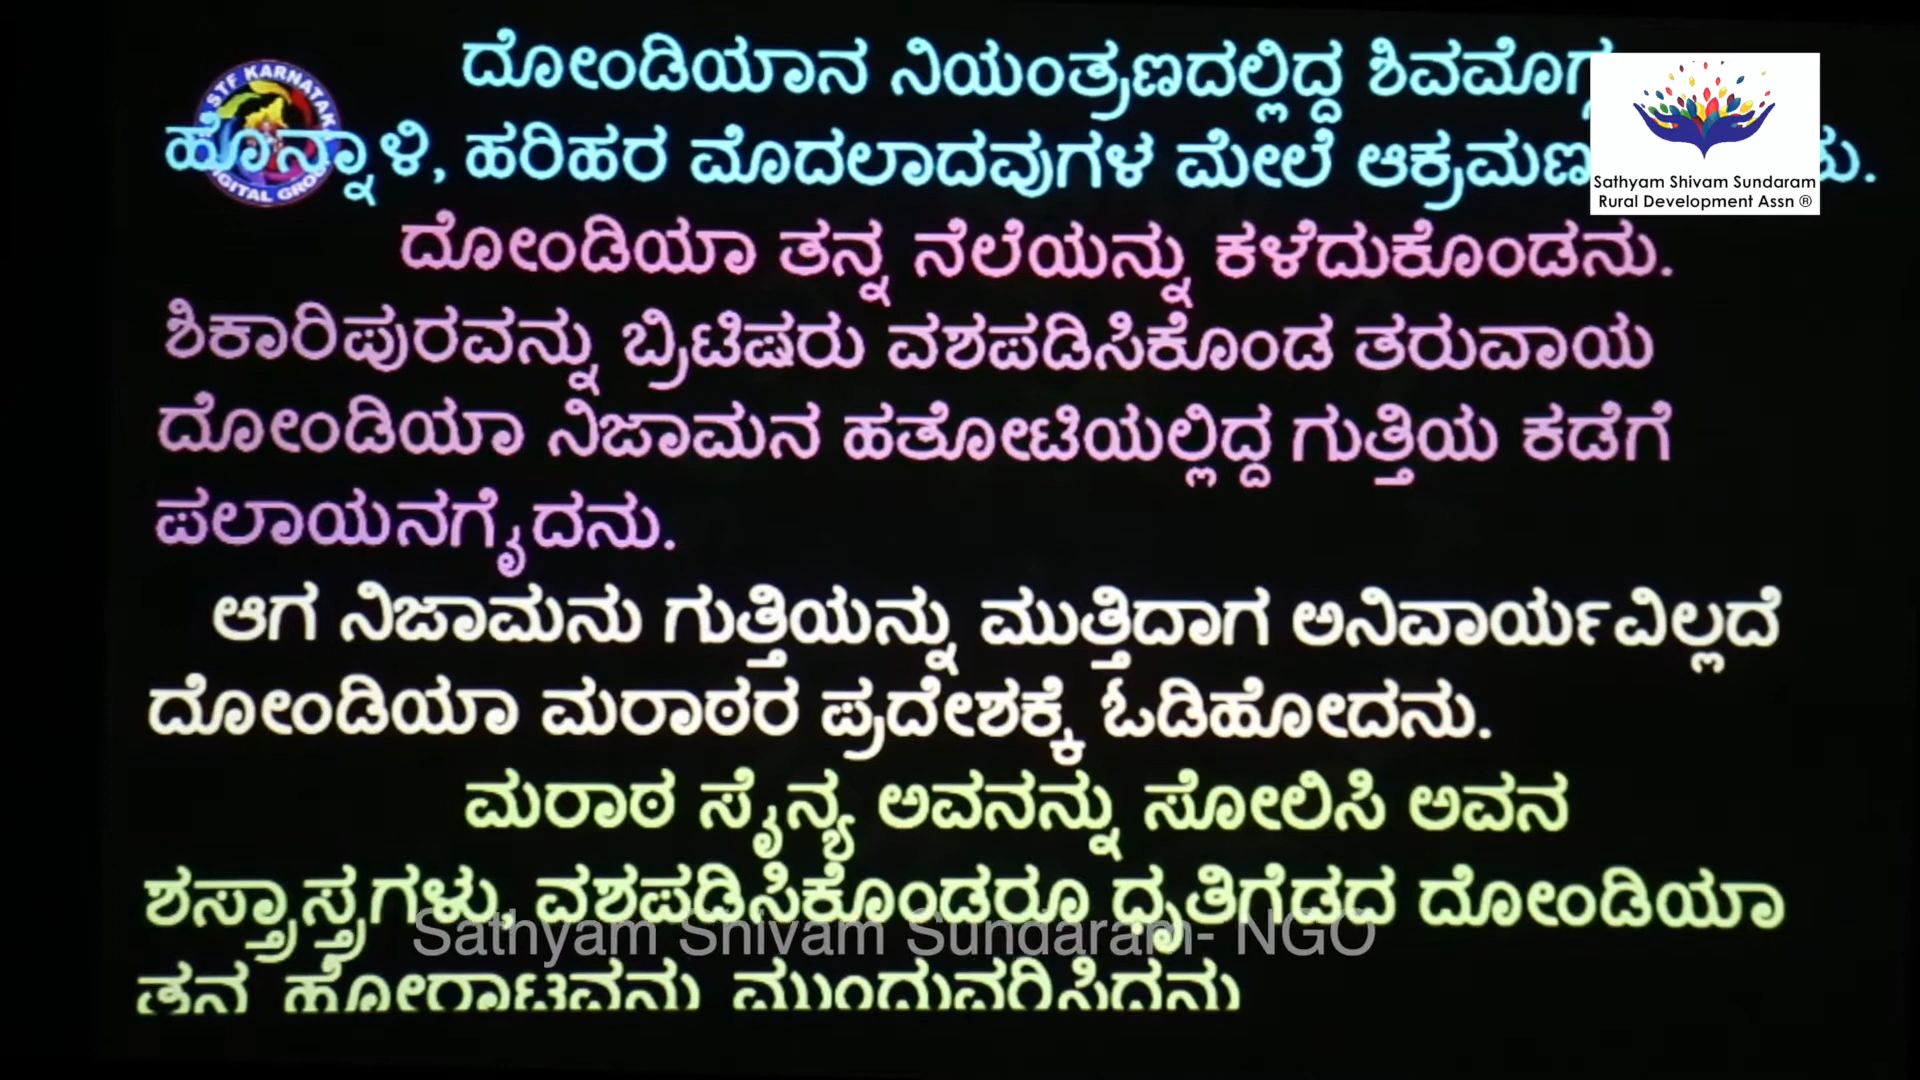 ದೋಂಡಿಯಾನ ನಿಯಂತ್ರಣದಲ್ಲಿದ್ದ ಶಿವಮೊಗ್ಗ
ಹೊನ್ನಾಳಿ, ಹರಿಹರ ಮೊದಲಾದವುಗಳ ಮೇಲೆ ಆಕ್ರಮಣ
ದೋಂಡಿಯಾ ತನ್ನ ನೆಲೆಯನ್ನು ಕಳೆದುಕೊಂಡನು.
ಶಿಕಾರಿಪುರವನ್ನು ಬ್ರಿಟಿಷರು ವಶಪಡಿಸಿಕೊಂಡ ತರುವಾಯ
ದೋಂಡಿಯಾ ನಿಜಾಮನ ಹತೋಟಿಯಲ್ಲಿದ್ದ ಗುತ್ತಿಯ ಕಡೆಗೆ
ಪಲಾಯನಗೈದನು.
ಆಗ ನಿಜಾಮನು ಗುತ್ತಿಯನ್ನು ಮುತ್ತಿದಾಗ ಅನಿವಾರ್ಯವಿಲ್ಲದೆ
ದೋಂಡಿಯಾ ಮರಾಠರ ಪ್ರದೇಶಕ್ಕೆ ಓಡಿಹೋದನು.
ಮರಾಠ ಸೈನ್ಯ ಅವನನ್ನು ಸೋಲಿಸಿ ಅವನ
ಶಸ್ತ್ರಾಸ್ತ್ರಗಳು, ವಶಪಡಿಸಿಕೊಂಡರೂ ಧೃತಿಗೆಡದ ದೋಂಡಿಯಾ
ತನ್ನ ಹೋರಾಟವನ್ನು ಮುಂದುವರಿಸಿದನು
STF KARNATAKA
DIGITAL GROUP
Sathyam Shivam Sundaram
Rural Development Assn ®
Sathyam Shivam Sundaram- NGO